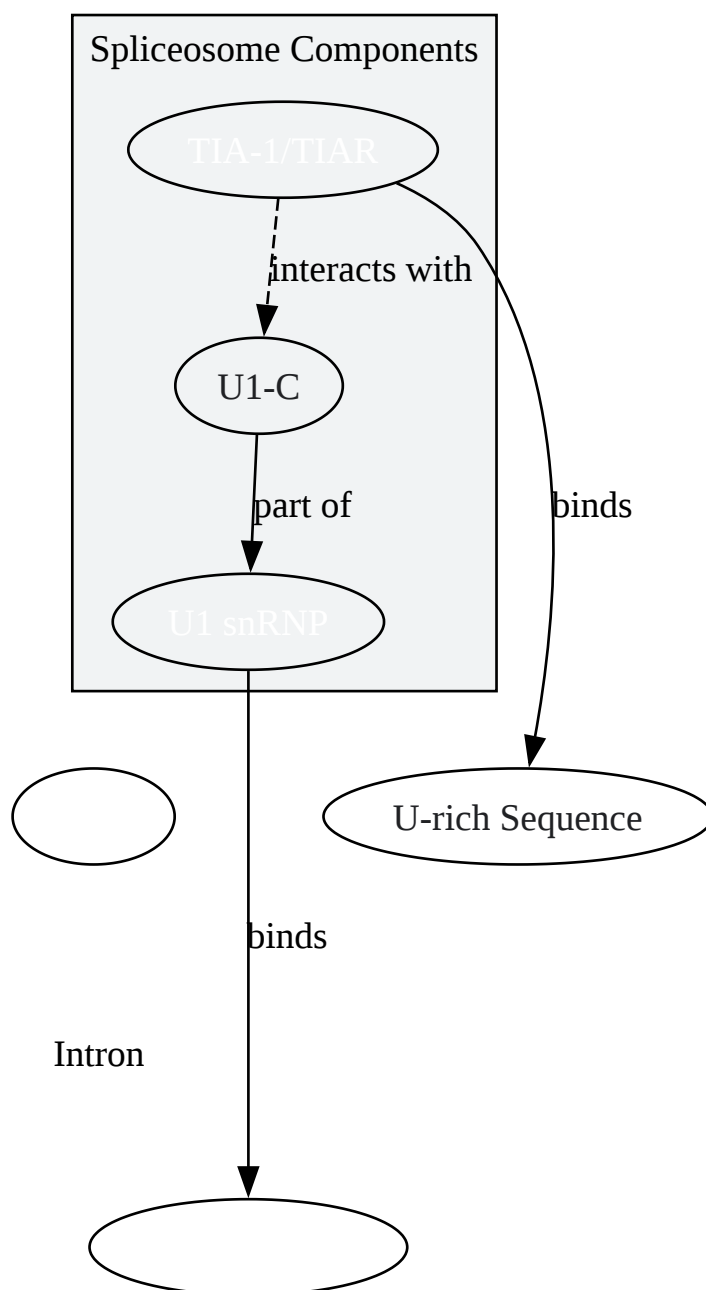 Spliceosome Components
TIA-1/TIAR
interacts with
U1-C
part of
binds
U1 snRNP
U-rich Sequence
binds
Intron